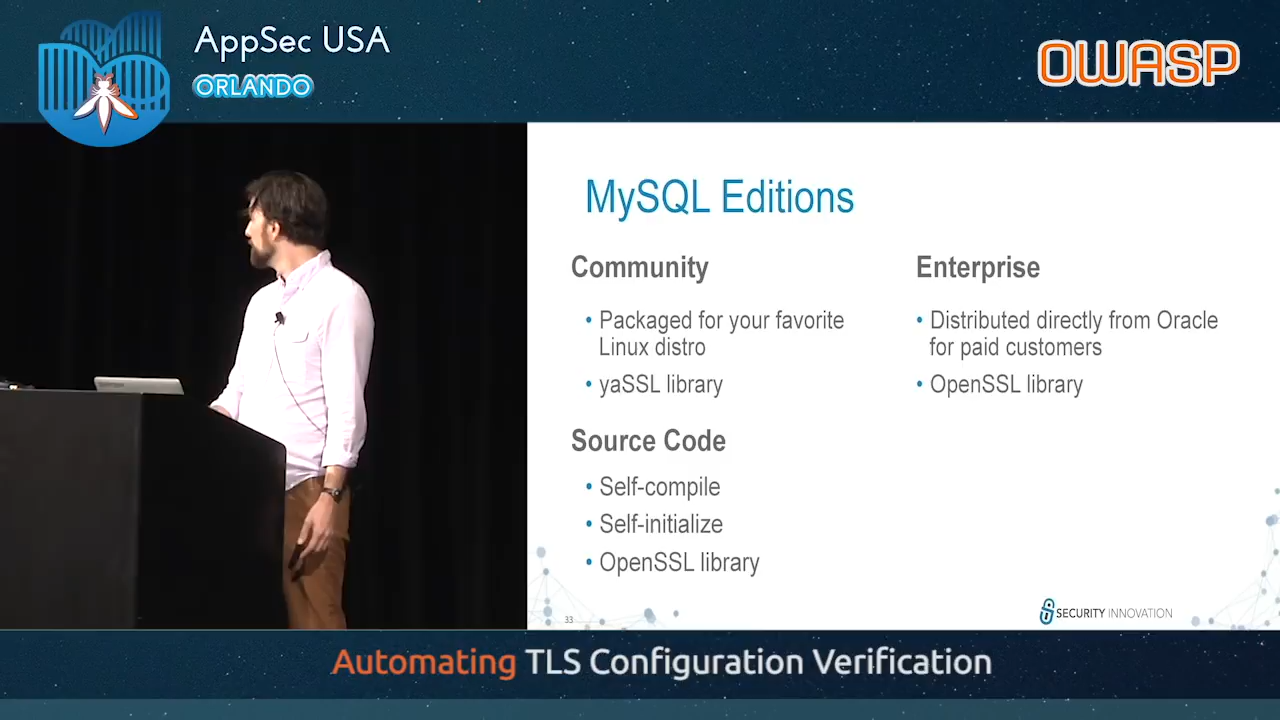 AppSec USA
ORLANDO
OWASP
MySQL Editions
Community
• Packaged for your favorite
Linux distro
• yaSSL library
Source Code
• Self-compile
• Self-initialize
• OpenSSL library
Enterprise
• Distributed directly from Oracle
for paid customers
• OpenSSL library
33
SECURITY INNOVATION
Automating TLS Configuration Verification